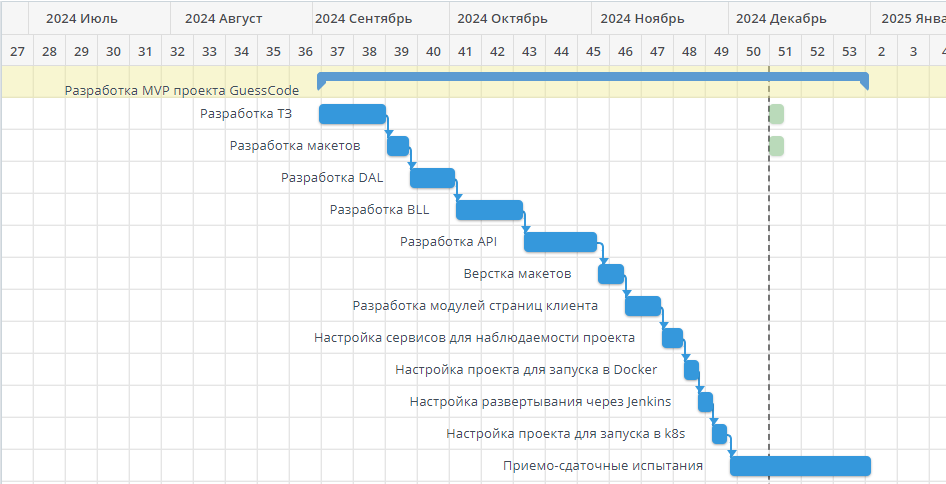 2024 Июль 2024 Август 2024 Сентябрь 2024 Октябрь 2024 Ноябрь 2024 Декабрь 2025 Янва
27 28 29 30 31 32 33 34 35 36 37 38 39 40 41 42 43 44 45 46 47 48 49 50 51 52 53 2 3 4
Разработка MVP проекта GuessCode
Разработка ТЗ
Разработка макетов
Разработка DAL
Разработка BLL
Разработка API
Верстка макетов
Разработка модулей страниц клиента
Настройка сервисов для наблюдаемости проекта
Настройка проекта для запуска в Docker
Настройка развертывания через Jenkins
Настройка проекта для запуска в k8s
Приемо-сдаточные испытания